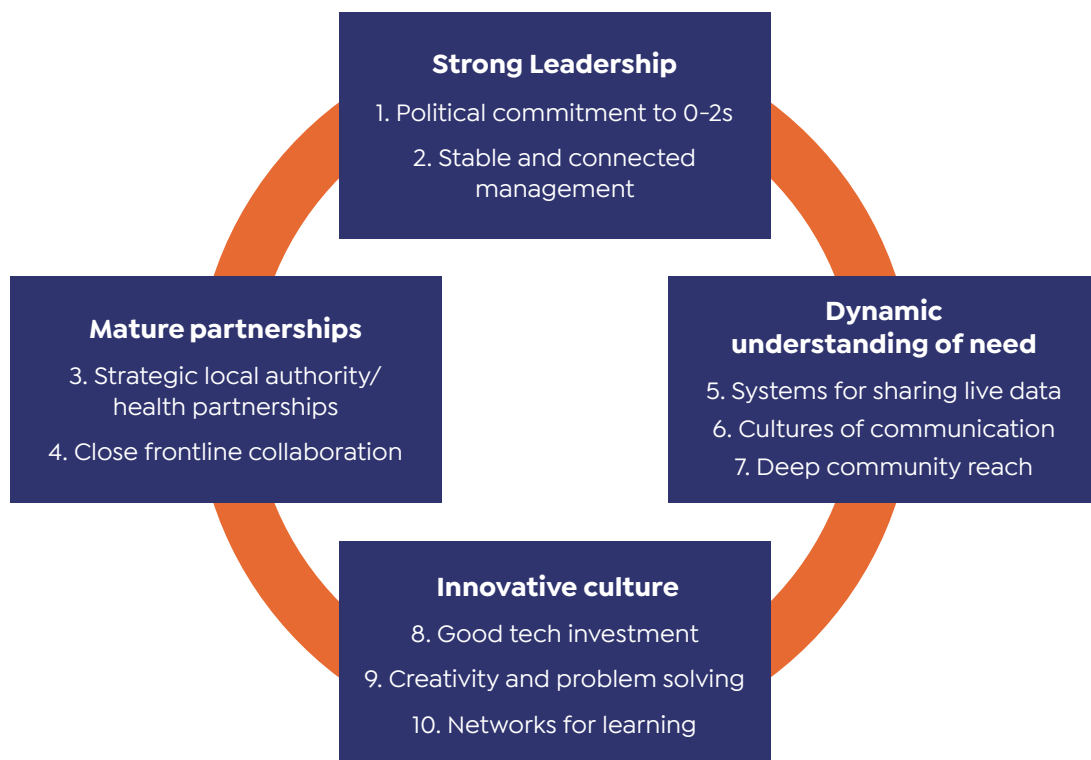 Strong Leadership
1. Political commitment to 0-2s
2. Stable and connected
management
Mature partnerships
3. Strategic local authority/
health partnerships
4. Close frontline collaboration
Dynamic
understanding of need
5. Systems for sharing live data
6. Cultures of communication
7. Deep community reach
Innovative culture
8. Good tech investment
9. Creativity and problem solving
10. Networks for learning